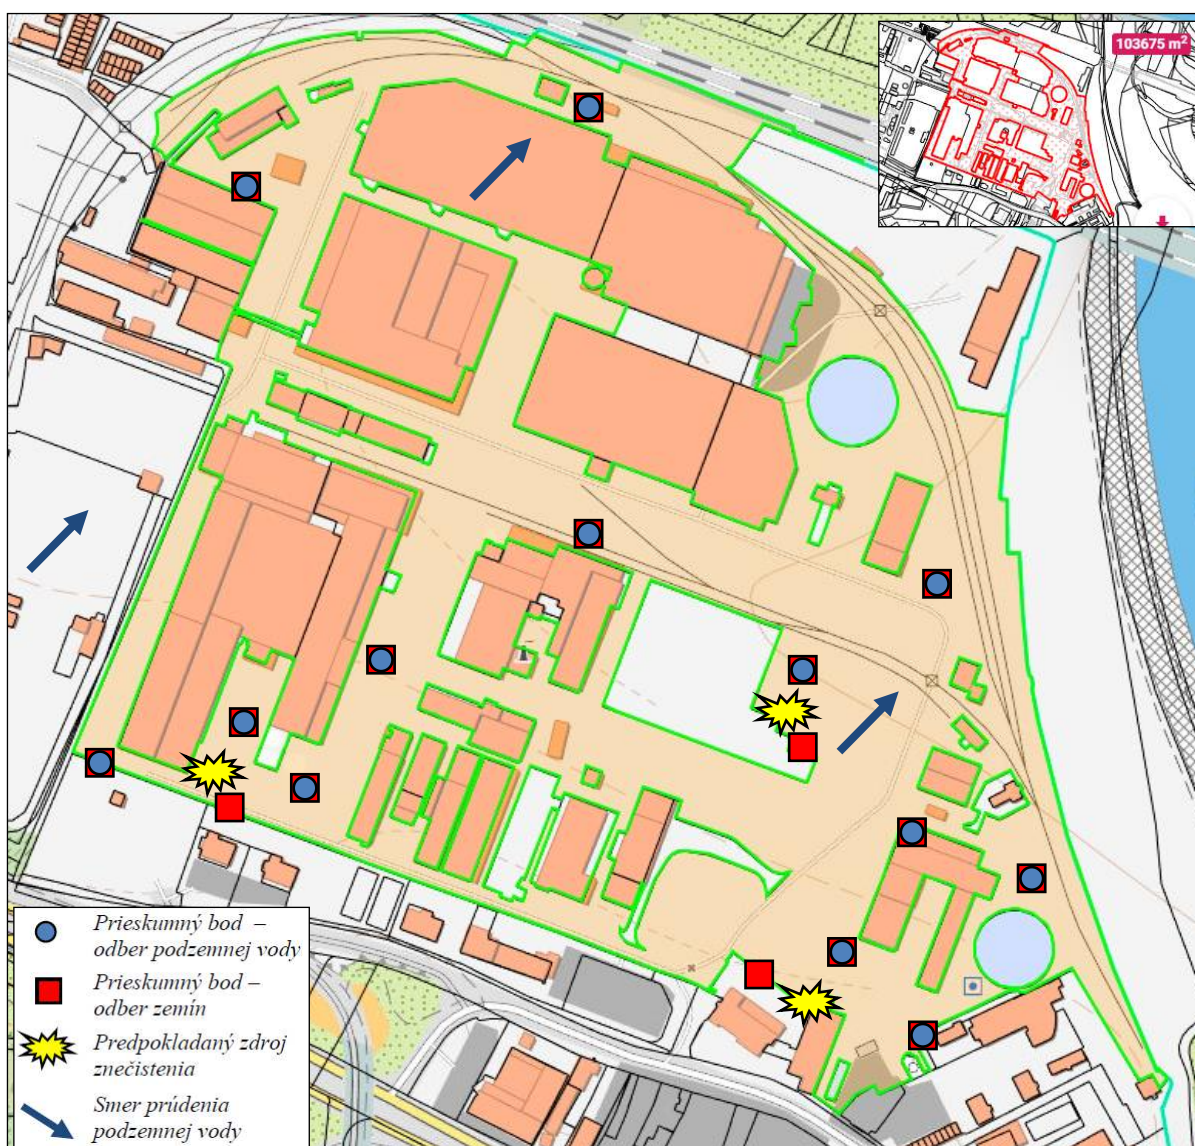 103675 m²
Prieskumný bod –
odber podzemnej vody
Prieskumný bod –
odber zemín
Predpokladaný zdroj
znečistenia
Smer prúdenia
podzemnej vody